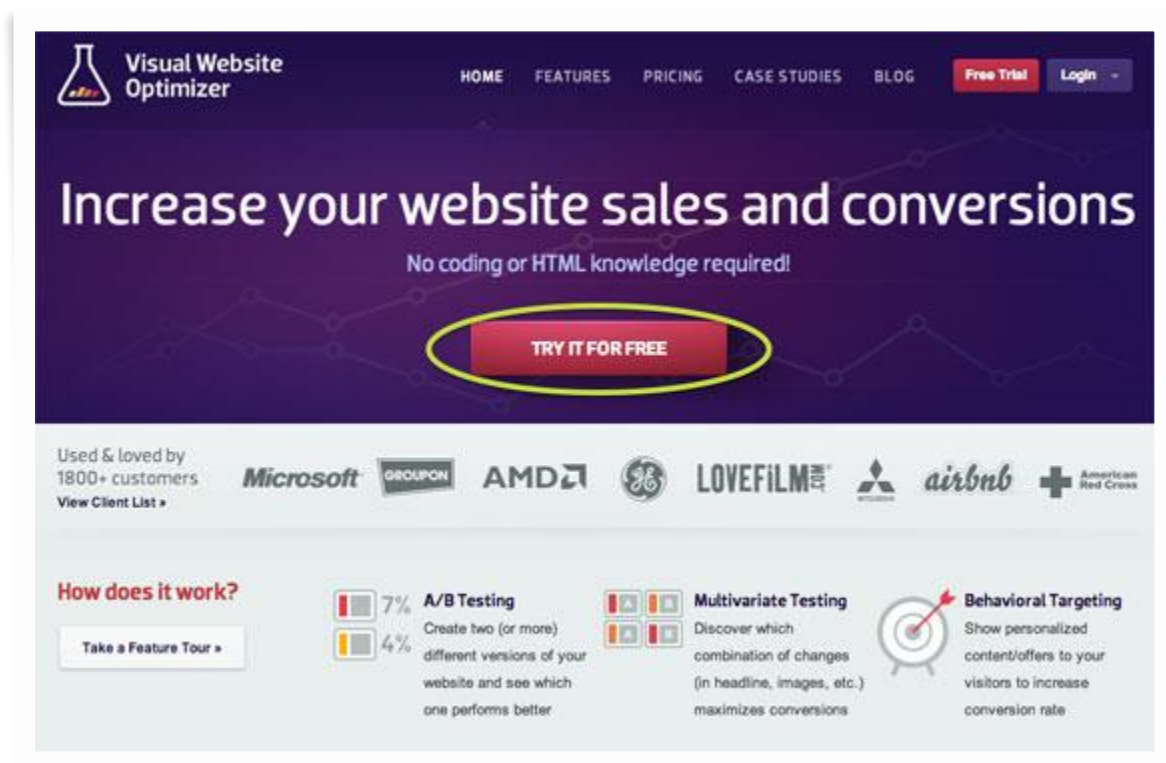 Visual Website
Optimizer
HOME FEATURES PRICING CASE STUDIES BLOG Free Trial Login
Increase your website sales and conversions
No coding or HTML knowledge required!
TRY IT FOR FREE
Used & loved by
1800+ customers
View Client List »
Microsoft GROUPON AMD GE LOVEFiLM.COM MITSUBISHI airbnb American
Red Cross
How does it work?
Take a Feature Tour »
7%
4%
A/B Testing
Create two (or more)
different versions of your
website and see which
one performs better
A B
A B
Multivariate Testing
Discover which
combination of changes
(in headline, images, etc.)
maximizes conversions
Behavioral Targeting
Show personalized
content/offers to your
visitors to increase
conversion rate